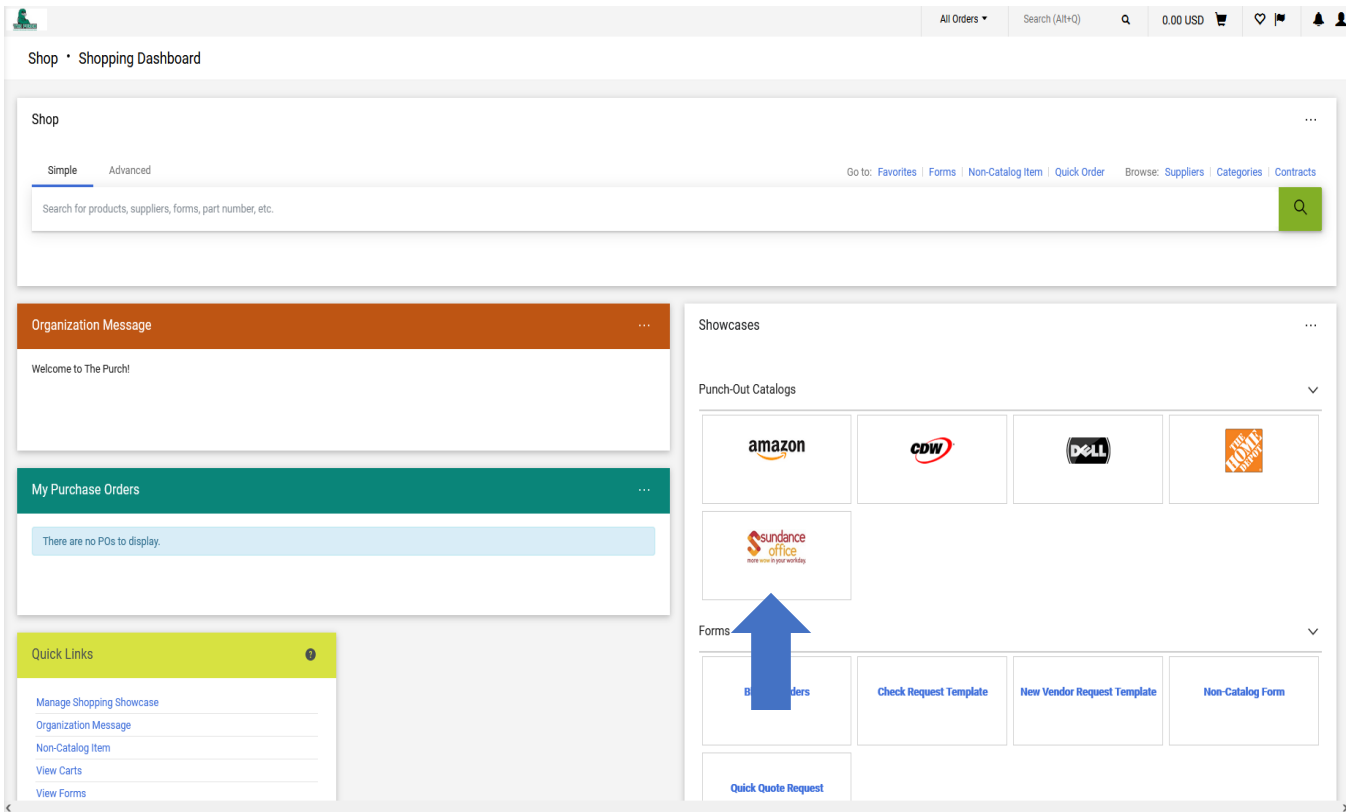 THE PURCH
All Orders
Search (Alt+Q)
0.00 USD
Shop • Shopping Dashboard
Shop
...
Simple
Advanced
Go to: Favorites | Forms | Non-Catalog Item | Quick Order
Browse: Suppliers | Categories | Contracts
Search for products, suppliers, forms, part number, etc.
Organization Message
...
Welcome to The Purch!
My Purchase Orders
...
There are no POs to display.
Quick Links
?
Manage Shopping Showcase
Organization Message
Non-Catalog Item
View Carts
View Forms
Showcases
...
Punch-Out Catalogs
amazon
CDW
DELL
THE
HOME
DEPOT
sundance
office
more wow in your workday.
Forms
B ders
Check Request Template
New Vendor Request Template
Non-Catalog Form
Quick Quote Request